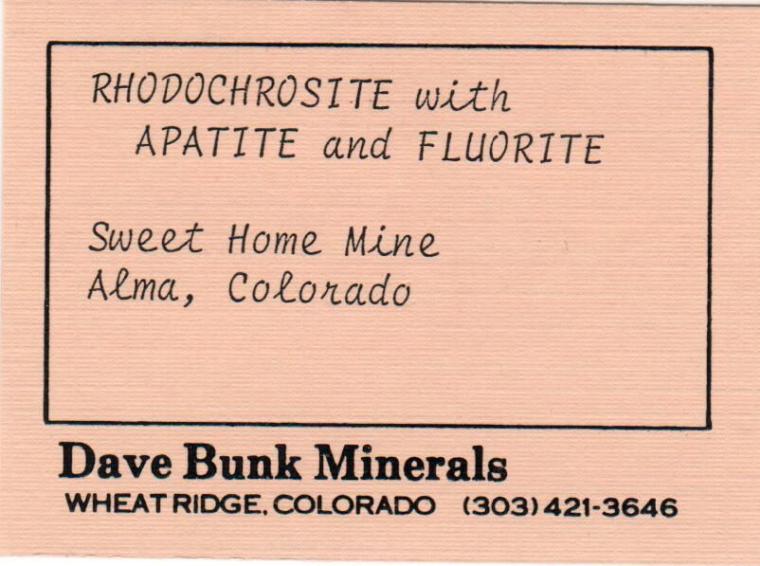 RHODOCHROSITE with
APATITE and FLUORITE
Sweet Home Mine
Alma, Colorado
Dave Bunk Minerals
WHEAT RIDGE, COLORADO (303) 421-3646